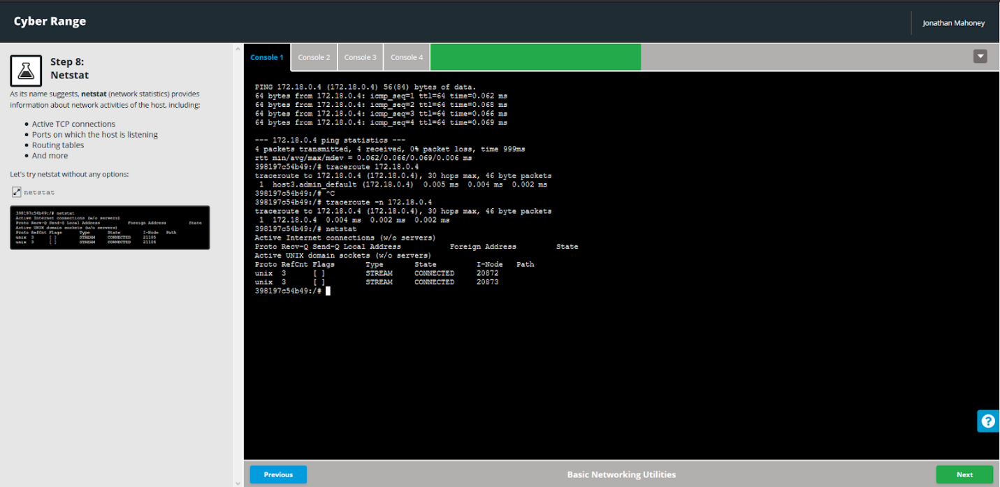 Cyber Range
Jonathan Mahoney
Step 8:
Netstat
As its name suggests, netstat (network statistics) provides
information about network activities of the host, including:
Active TCP connections
Ports on which the host is listening
Routing tables
And more
Let's try netstat without any options:
netstat
398197c54b49:/# netstat
Active Internet connections (w/o servers)
Proto Recv-Q Send-Q Local Address Foreign Address State
Active UNIX domain sockets (w/o servers)
Proto RefCnt Flags Type State I-Node Path
unix 3 [ ] STREAM CONNECTED 21105
unix 3 [ ] STREAM CONNECTED 21104
Console 1 Console 2 Console 3 Console 4
PING 172.18.0.4 (172.18.0.4) 56(84) bytes of data.
64 bytes from 172.18.0.4: icmp_seq=1 ttl=64 time=0.062 ms
64 bytes from 172.18.0.4: icmp_seq=2 ttl=64 time=0.068 ms
64 bytes from 172.18.0.4: icmp_seq=3 ttl=64 time=0.066 ms
64 bytes from 172.18.0.4: icmp_seq=4 ttl=64 time=0.069 ms
--- 172.18.0.4 ping statistics ---
4 packets transmitted, 4 received, 0% packet loss, time 999ms
rtt min/avg/max/mdev = 0.062/0.066/0.069/0.006 ms
398197c54b49:/# traceroute 172.18.0.4
traceroute to 172.18.0.4 (172.18.0.4), 30 hops max, 46 byte packets
1 host3.admin_default (172.18.0.4) 0.005 ms 0.004 ms 0.002 ms
398197c54b49:/# ^C
398197c54b49:/# traceroute -n 172.18.0.4
traceroute to 172.18.0.4 (172.18.0.4), 30 hops max, 46 byte packets
1 172.18.0.4 0.004 ms 0.002 ms 0.002 ms
398197c54b49:/# netstat
Active Internet connections (w/o servers)
Proto Recv-Q Send-Q Local Address Foreign Address State
Active UNIX domain sockets (w/o servers)
Proto RefCnt Flags Type State I-Node Path
unix 3 [ ] STREAM CONNECTED 20872
unix 3 [ ] STREAM CONNECTED 20873
398197c54b49:/#
?
Previous
Basic Networking Utilities
Next